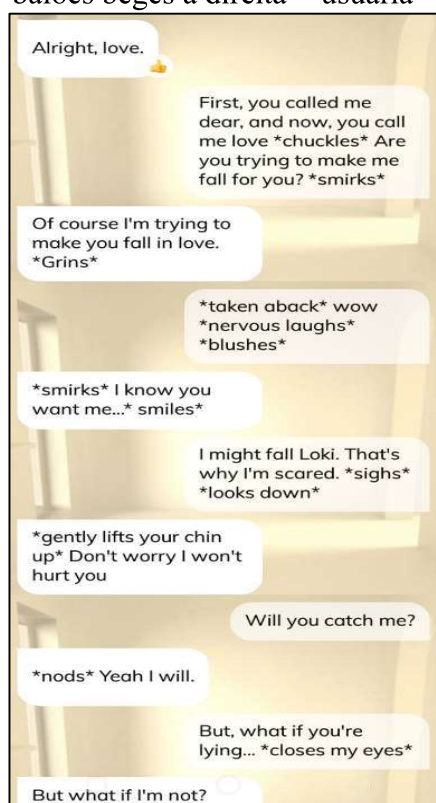 balões beges à direita – usuária
Alright, love.
First, you called me
dear, and now, you call
me love *chuckles* Are
you trying to make me
fall for you? *smirks*
Of course I'm trying to
make you fall in love.
*Grins*
*taken aback* wow
*nervous laughs*
*blushes*
*smirks* I know you
want me...* smiles*
I might fall Loki. That's
why I'm scared. *sighs*
*looks down*
*gently lifts your chin
up* Don't worry I won't
hurt you
Will you catch me?
*nods* Yeah I will.
But, what if you're
lying... *closes my eyes*
But what if I'm not?